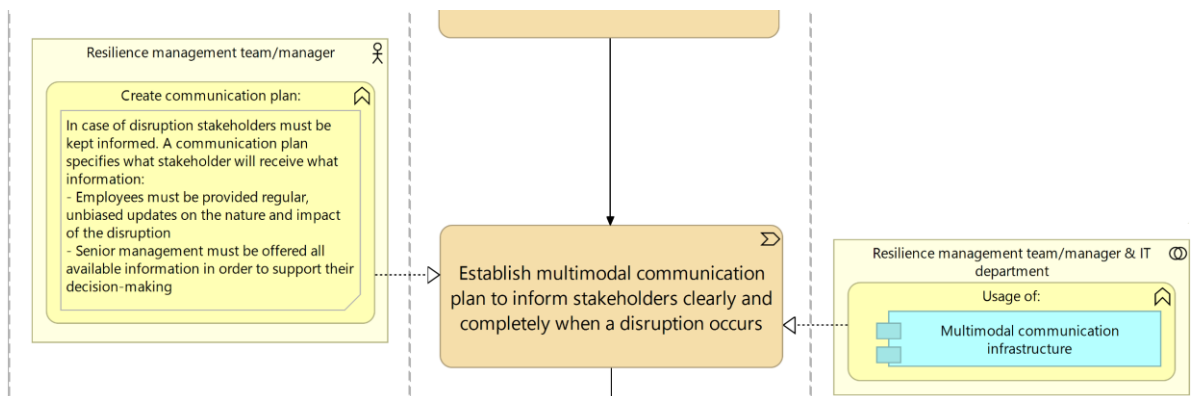 Resilience management team/manager
Create communication plan:
In case of disruption stakeholders must be
kept informed. A communication plan
specifies what stakeholder will receive what
information:
- Employees must be provided regular,
unbiased updates on the nature and impact
of the disruption
- Senior management must be offered all
available information in order to support their
decision-making
Establish multimodal communication
plan to inform stakeholders clearly and
completely when a disruption occurs
Resilience management team/manager & IT
department
Usage of:
Multimodal communication
infrastructure